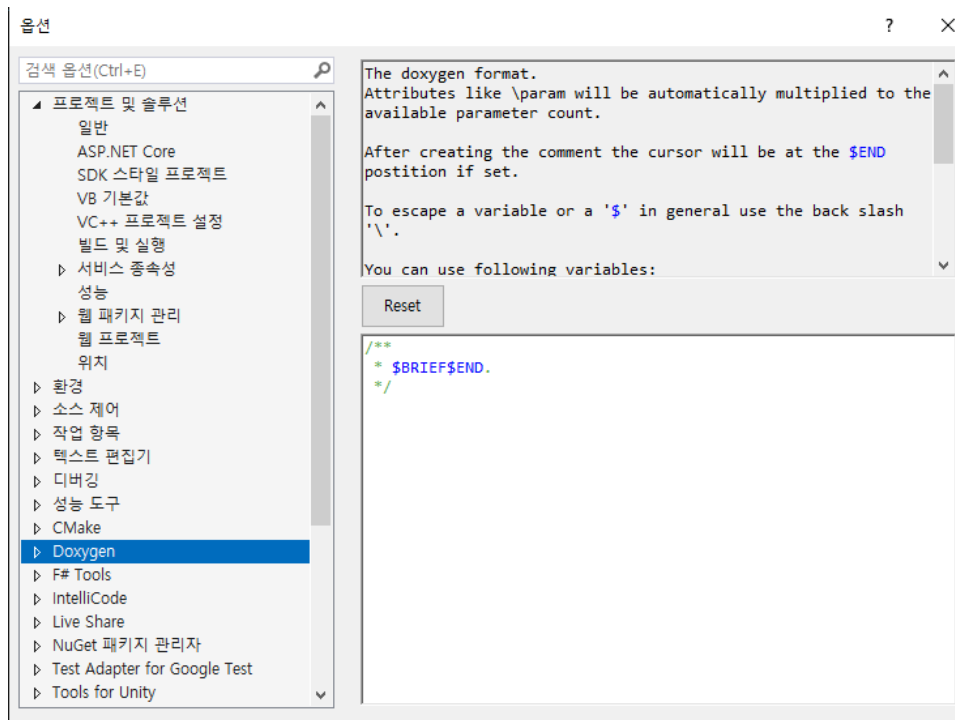 옵션
?
검색 옵션(Ctrl+E)
프로젝트 및 솔루션
일반
ASP.NET Core
SDK 스타일 프로젝트
VB 기본값
VC++ 프로젝트 설정
빌드 및 실행
서비스 종속성
성능
웹 패키지 관리
웹 프로젝트
위치
환경
소스 제어
작업 항목
텍스트 편집기
디버깅
성능 도구
CMake
Doxygen
F# Tools
IntelliCode
Live Share
NuGet 패키지 관리자
Test Adapter for Google Test
Tools for Unity
The doxygen format.
Attributes like \param will be automatically multiplied to the
available parameter count.
After creating the comment the cursor will be at the $END
postition if set.
To escape a variable or a '$' in general use the back slash
'\'.
You can use following variables:
Reset
/**
* $BRIEF$END.
*/